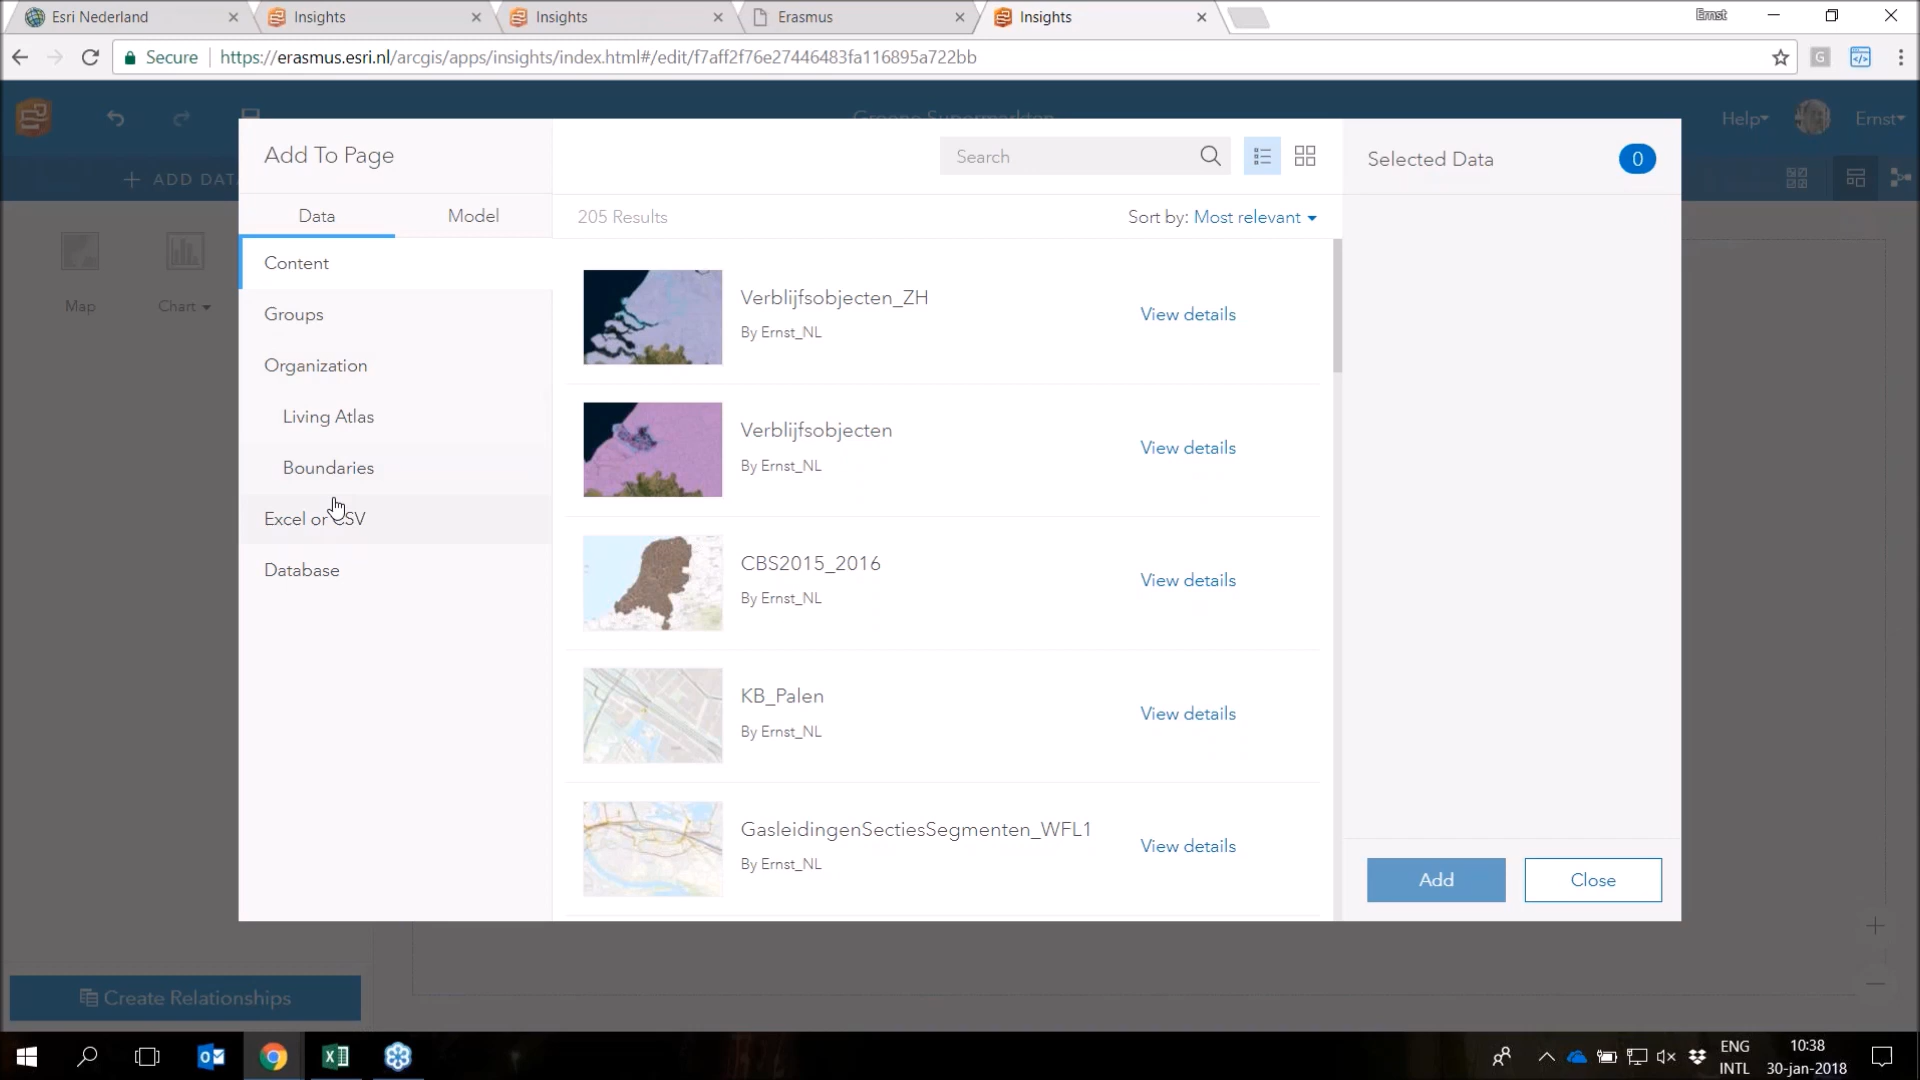 Esri Nederland
Insights
Insights
Erasmus
Insights
Ernst
Secure
https://erasmus.esri.nl/arcgis/apps/insights/index.html#/edit/f7aff2f76e27446483fa116895a722bb
Groene Supermarkten
Help
Ernst
ADD DATA
Add To Page
Search
Selected Data
0
Data
Model
205 Results
Sort by: Most relevant
Content
Groups
Organization
Living Atlas
Boundaries
Excel or CSV
Database
Map
Chart
Verblijfsobjecten_ZH
By Ernst_NL
View details
Verblijfsobjecten
By Ernst_NL
View details
CBS2015_2016
By Ernst_NL
View details
KB_Palen
By Ernst_NL
View details
GasleidingenSectiesSegmenten_WFL1
By Ernst_NL
View details
Add
Close
Create Relationships
ENG
INTL
10:38
30-jan-2018